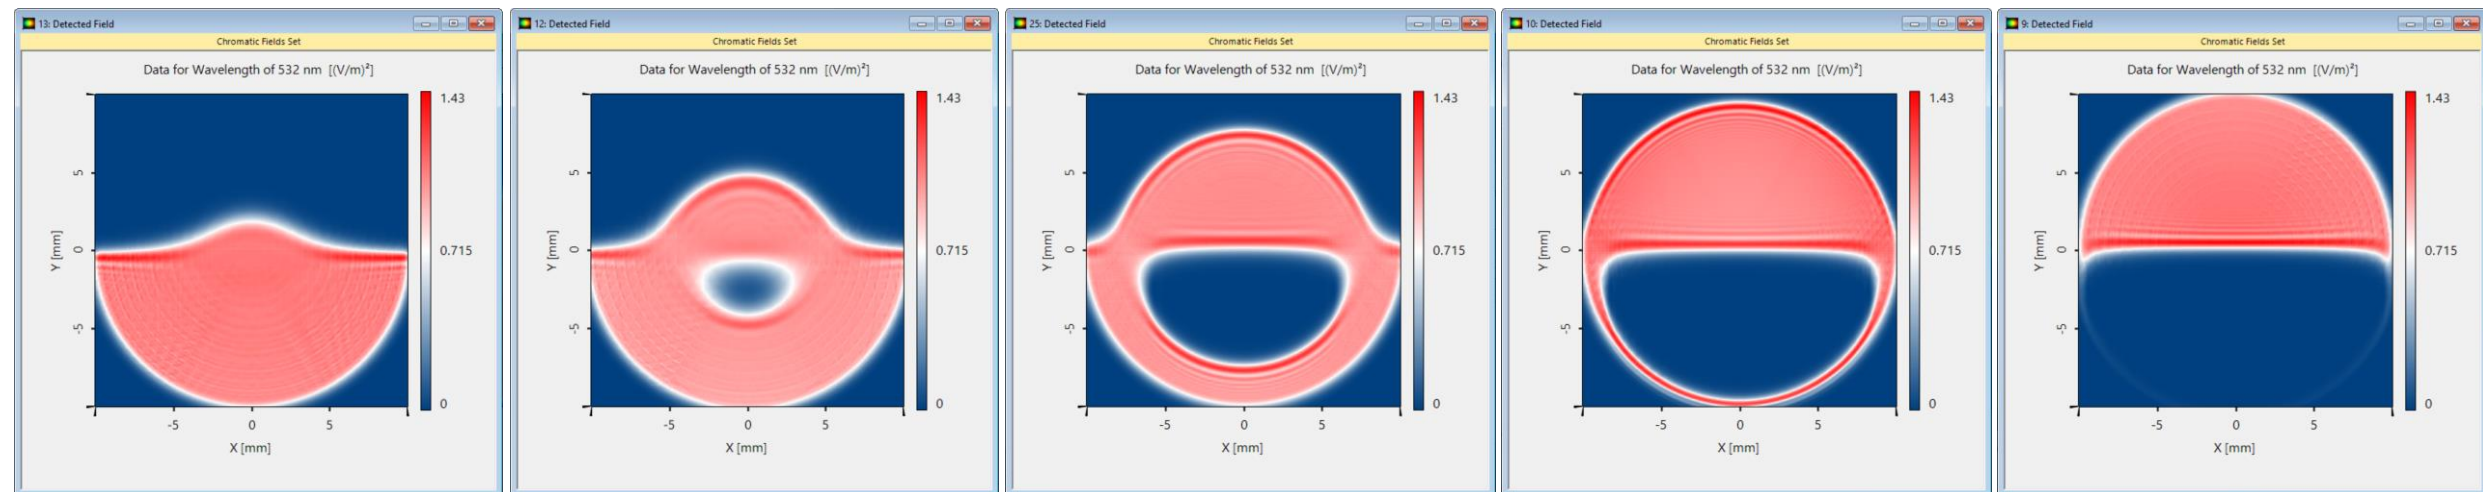 13: Detected Field
Chromatic Fields Set
Data for Wavelength of 532 nm [(V/m)²]
1.43
0.715
0
5
0
-5
Y [mm]
-5
0
5
X [mm]
12: Detected Field
Chromatic Fields Set
Data for Wavelength of 532 nm [(V/m)²]
1.43
0.715
0
5
0
-5
Y [mm]
-5
0
5
X [mm]
25: Detected Field
Chromatic Fields Set
Data for Wavelength of 532 nm [(V/m)²]
1.43
0.715
0
5
0
-5
Y [mm]
-5
0
5
X [mm]
10: Detected Field
Chromatic Fields Set
Data for Wavelength of 532 nm [(V/m)²]
1.43
0.715
0
5
0
-5
Y [mm]
-5
0
5
X [mm]
9: Detected Field
Chromatic Fields Set
Data for Wavelength of 532 nm [(V/m)²]
1.43
0.715
0
5
0
-5
Y [mm]
-5
0
5
X [mm]